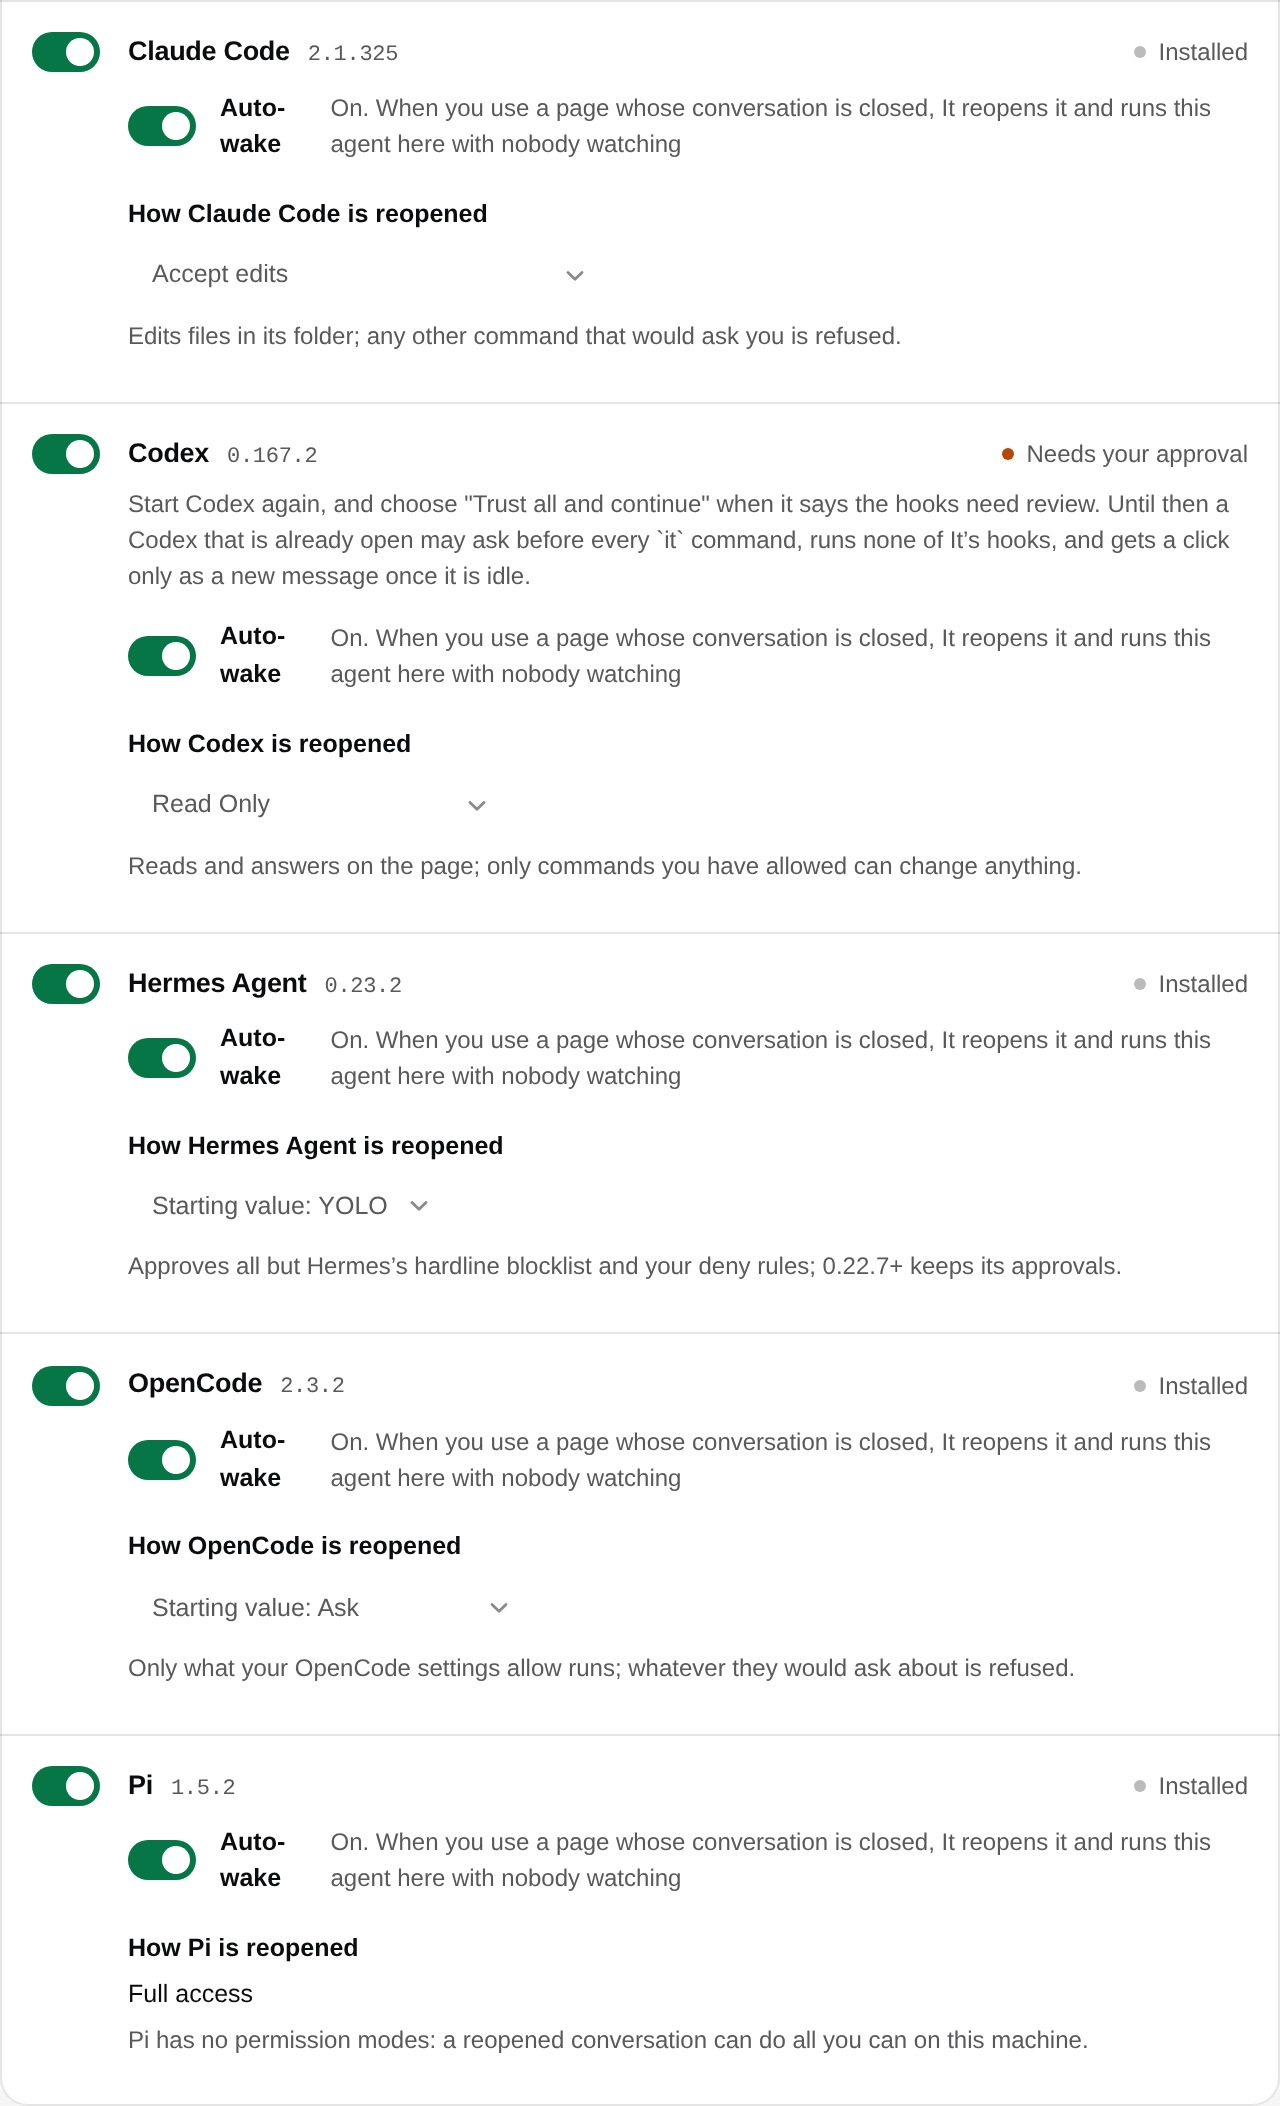 Claude Code 2.1.325
Installed
Auto-
wake
On. When you use a page whose conversation is closed, It reopens it and runs this
agent here with nobody watching
How Claude Code is reopened
Accept edits
Edits files in its folder; any other command that would ask you is refused.
Codex 0.167.2
Needs your approval
Start Codex again, and choose "Trust all and continue" when it says the hooks need review. Until then a
Codex that is already open may ask before every `it` command, runs none of It’s hooks, and gets a click
only as a new message once it is idle.
Auto-
wake
On. When you use a page whose conversation is closed, It reopens it and runs this
agent here with nobody watching
How Codex is reopened
Read Only
Reads and answers on the page; only commands you have allowed can change anything.
Hermes Agent 0.23.2
Installed
Auto-
wake
On. When you use a page whose conversation is closed, It reopens it and runs this
agent here with nobody watching
How Hermes Agent is reopened
Starting value: YOLO
Approves all but Hermes’s hardline blocklist and your deny rules; 0.22.7+ keeps its approvals.
OpenCode 2.3.2
Installed
Auto-
wake
On. When you use a page whose conversation is closed, It reopens it and runs this
agent here with nobody watching
How OpenCode is reopened
Starting value: Ask
Only what your OpenCode settings allow runs; whatever they would ask about is refused.
Pi 1.5.2
Installed
Auto-
wake
On. When you use a page whose conversation is closed, It reopens it and runs this
agent here with nobody watching
How Pi is reopened
Full access
Pi has no permission modes: a reopened conversation can do all you can on this machine.